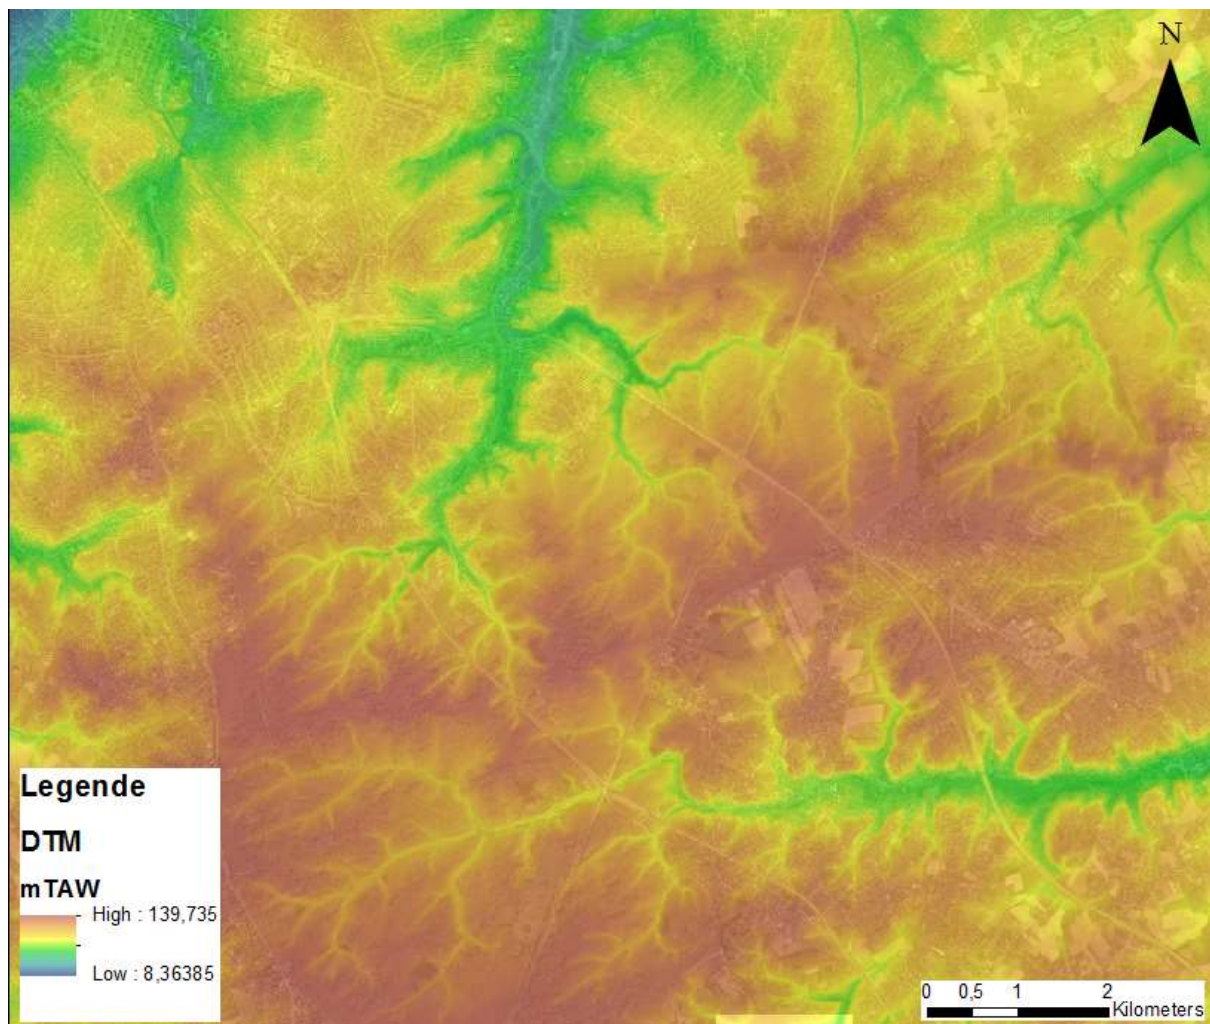 N
Legende
DTM
mTAW
High : 139,735
Low : 8,36385
0 0,5 1 2
Kilometers